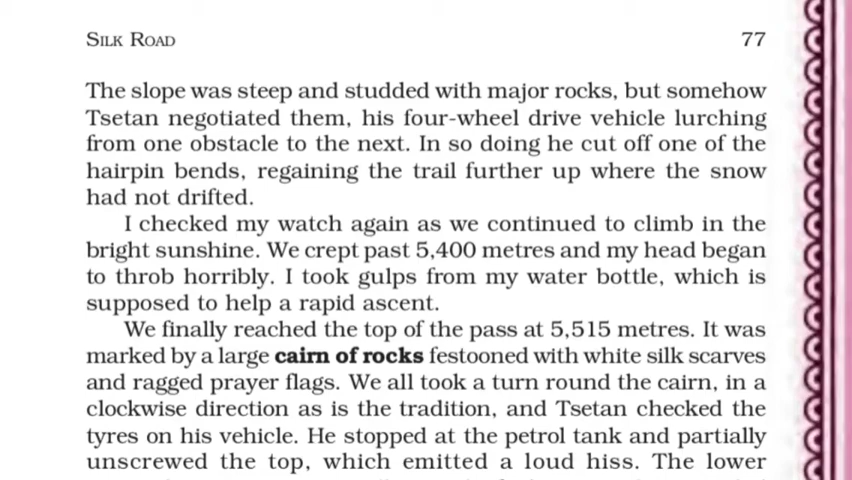 SILK ROAD 77
The slope was steep and studded with major rocks, but somehow
Tsetan negotiated them, his four-wheel drive vehicle lurching
from one obstacle to the next. In so doing he cut off one of the
hairpin bends, regaining the trail further up where the snow
had not drifted.
I checked my watch again as we continued to climb in the
bright sunshine. We crept past 5,400 metres and my head began
to throb horribly. I took gulps from my water bottle, which is
supposed to help a rapid ascent.
We finally reached the top of the pass at 5,515 metres. It was
marked by a large cairn of rocks festooned with white silk scarves
and ragged prayer flags. We all took a turn round the cairn, in a
clockwise direction as is the tradition, and Tsetan checked the
tyres on his vehicle. He stopped at the petrol tank and partially
unscrewed the top, which emitted a loud hiss. The lower